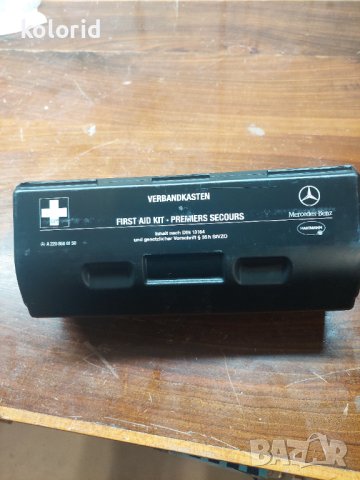 kolorid
VERBANDKASTEN
FIRST AID KIT - PREMIERS SECOURS
Inhalt nach DIN 13164
und gesetzlicher Vorschrift § 35 h StVZO
Mercedes-Benz
HARTMANN
BAZAR